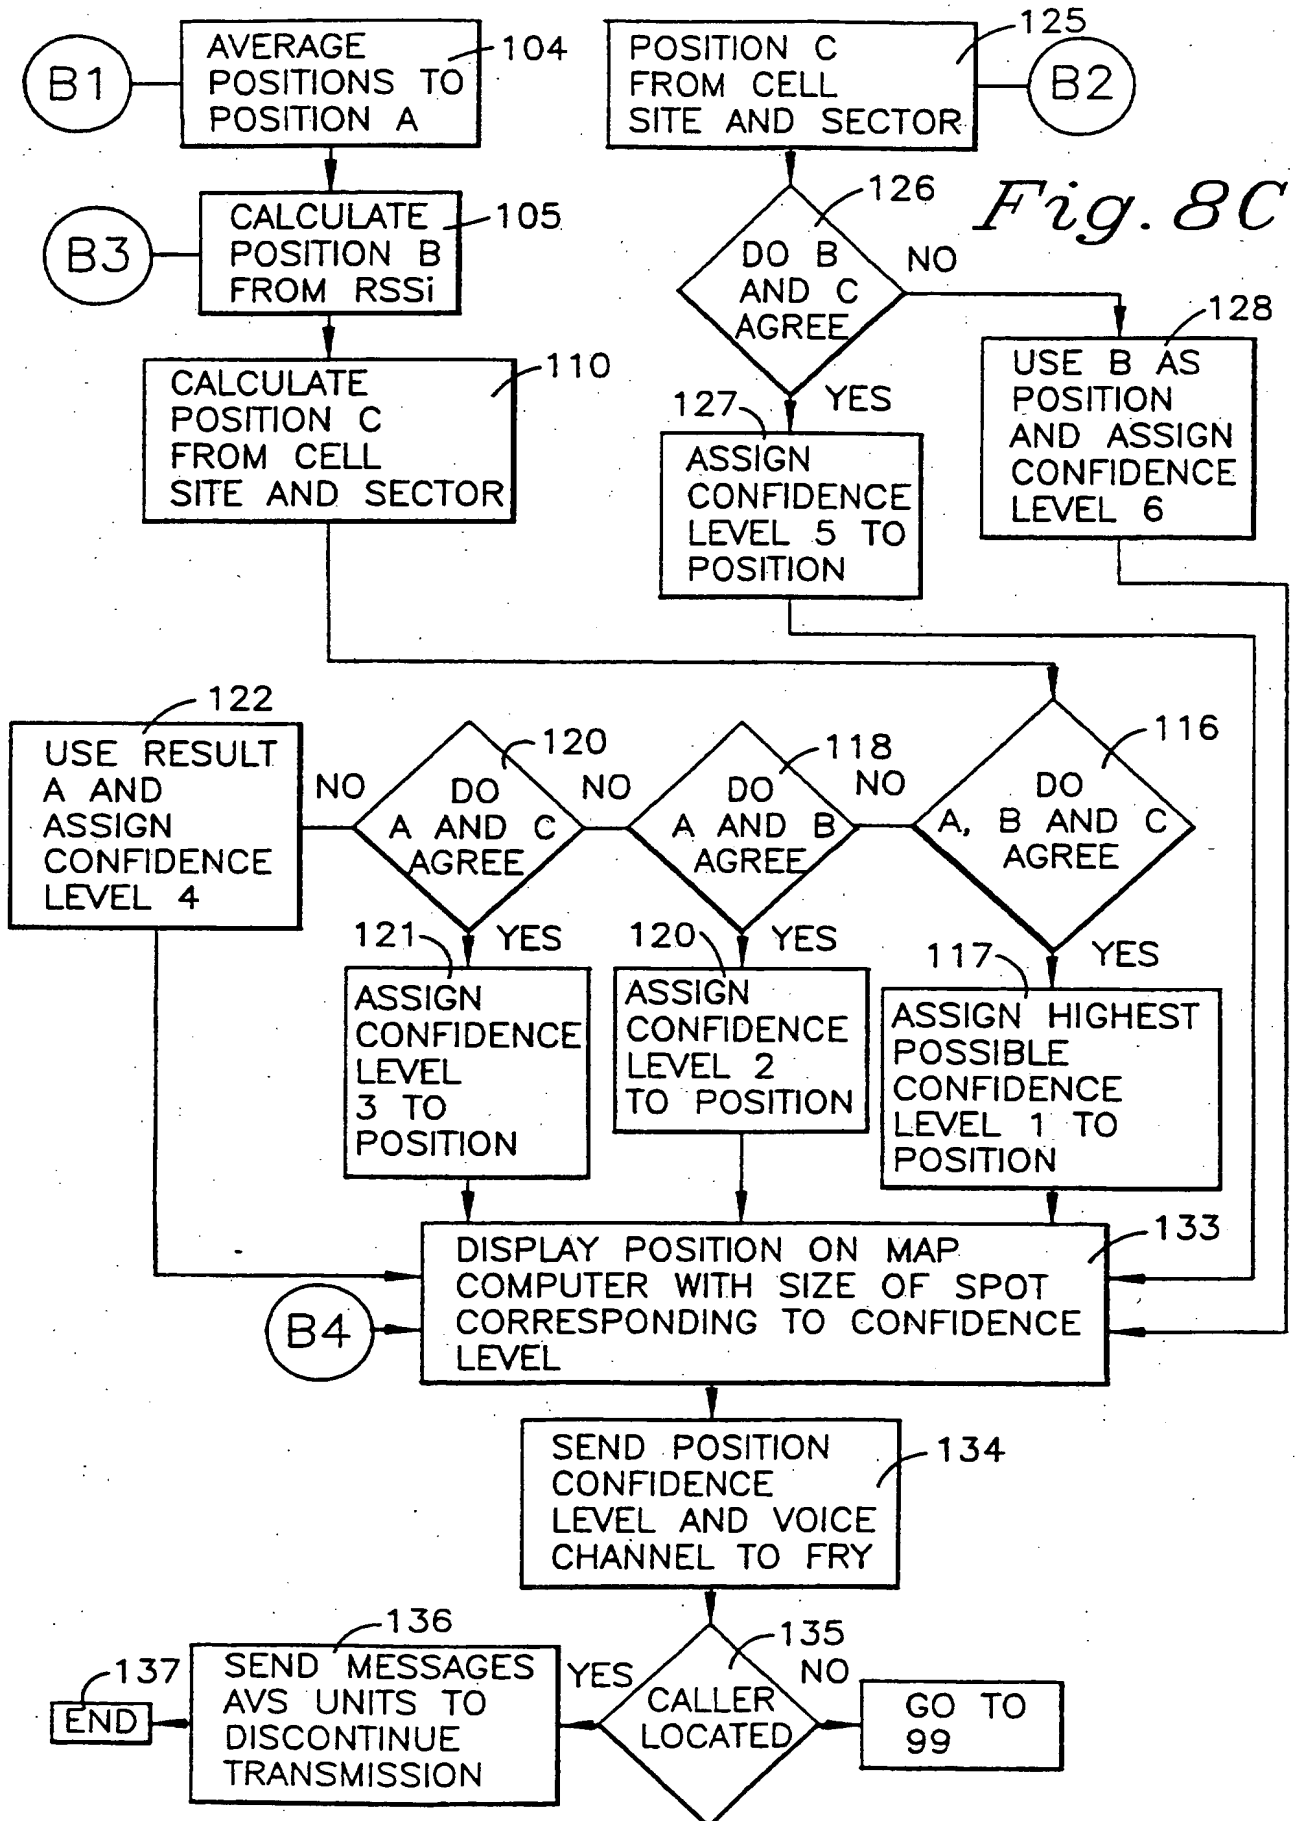 B1
AVERAGE
POSITIONS TO
POSITION A
104
POSITION C
FROM CELL
SITE AND SECTOR
125
B2
Fig. 8C
B3
CALCULATE
POSITION B
FROM RSSi
105
126
DO B
AND C
AGREE
NO
YES
128
USE B AS
POSITION
AND ASSIGN
CONFIDENCE
LEVEL 6
CALCULATE
POSITION C
FROM CELL
SITE AND SECTOR
110
127
ASSIGN
CONFIDENCE
LEVEL 5 TO
POSITION
122
USE RESULT
A AND
ASSIGN
CONFIDENCE
LEVEL 4
NO
120
DO
A AND C
AGREE
YES
NO
118
DO
A AND B
AGREE
YES
NO
116
DO
A, B AND C
AGREE
YES
121
ASSIGN
CONFIDENCE
LEVEL
3 TO
POSITION
120
ASSIGN
CONFIDENCE
LEVEL 2
TO POSITION
117
ASSIGN HIGHEST
POSSIBLE
CONFIDENCE
LEVEL 1 TO
POSITION
B4
DISPLAY POSITION ON MAP
COMPUTER WITH SIZE OF SPOT
CORRESPONDING TO CONFIDENCE
LEVEL
133
SEND POSITION
CONFIDENCE
LEVEL AND VOICE
CHANNEL TO FRY
134
135
CALLER
LOCATED
YES
NO
GO TO
99
136
SEND MESSAGES
AVS UNITS TO
DISCONTINUE
TRANSMISSION
137
END